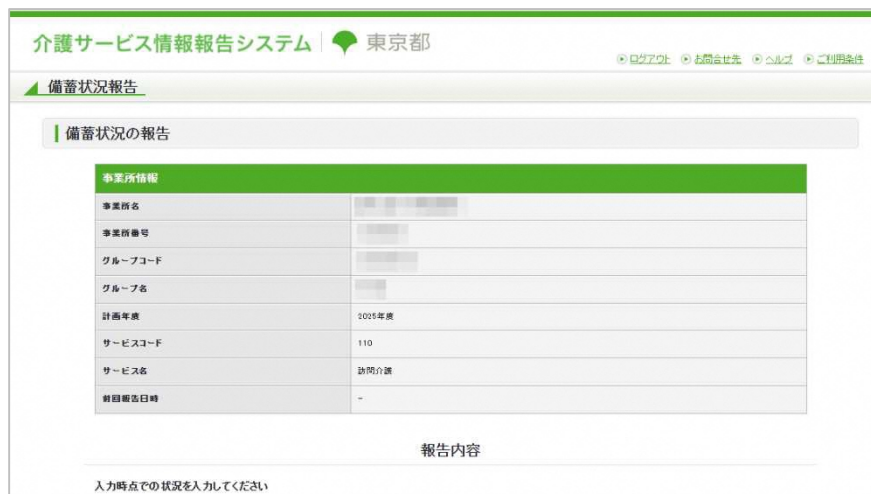 介護サービス情報報告システム 東京都
ログアウト お問合せ先 ヘルプ ご利用条件
備蓄状況報告
備蓄状況の報告
事業所情報
事業所名
事業所番号
グループコード
グループ名
計画年度 2025年度
サービスコード 110
サービス名 訪問介護
前回報告日時 -
報告内容
入力時点での状況を入力してください